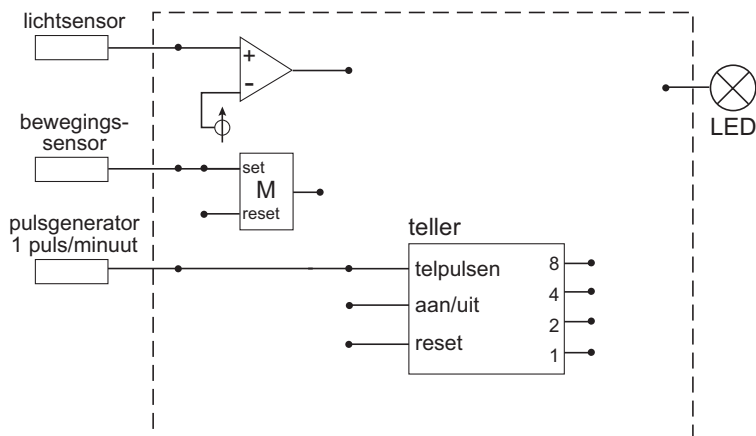 lichtsensor
+
-
bewegings-
sensor
set
M
reset
LED
pulsgenerator
1 puls/minuut
teller
telpulsen
aan/uit
reset
8
4
2
1